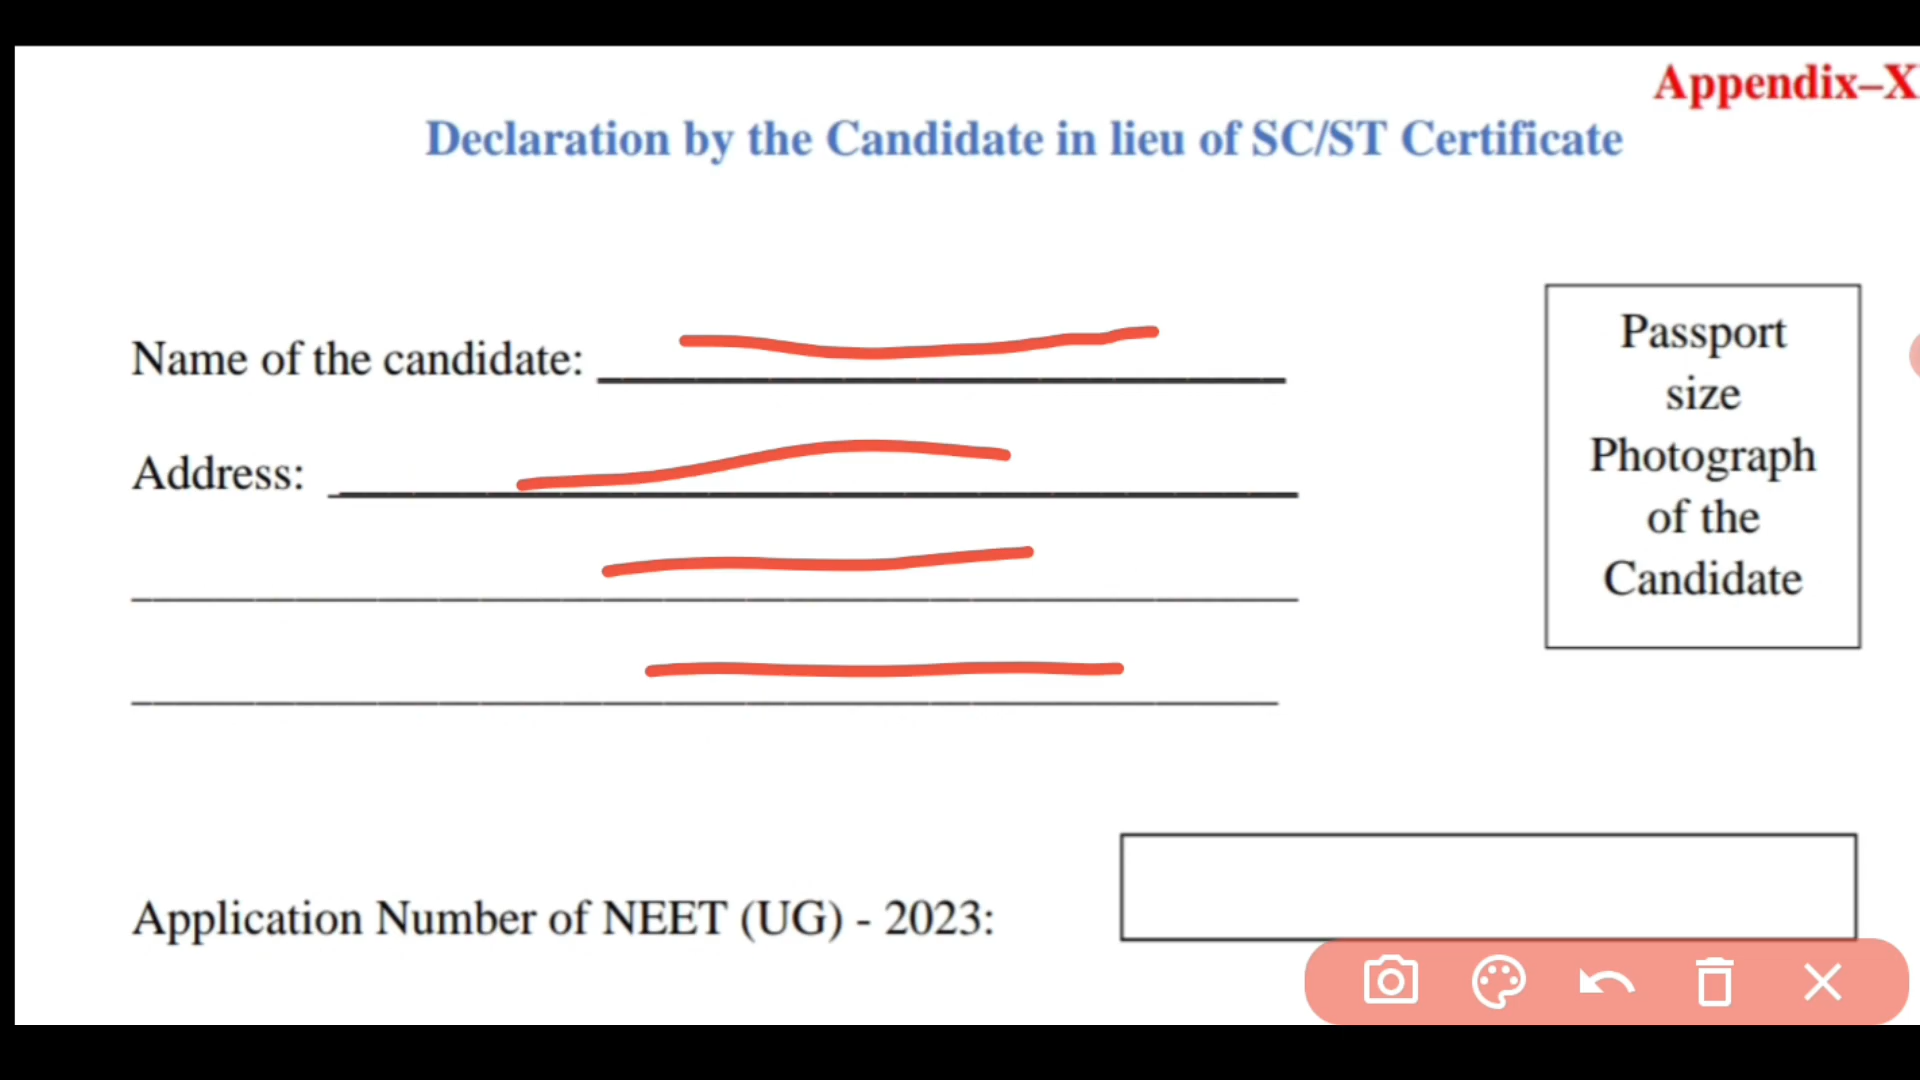 Appendix–X
Declaration by the Candidate in lieu of SC/ST Certificate
Name of the candidate:
Address:
Passport
size
Photograph
of the
Candidate
Application Number of NEET (UG) - 2023: